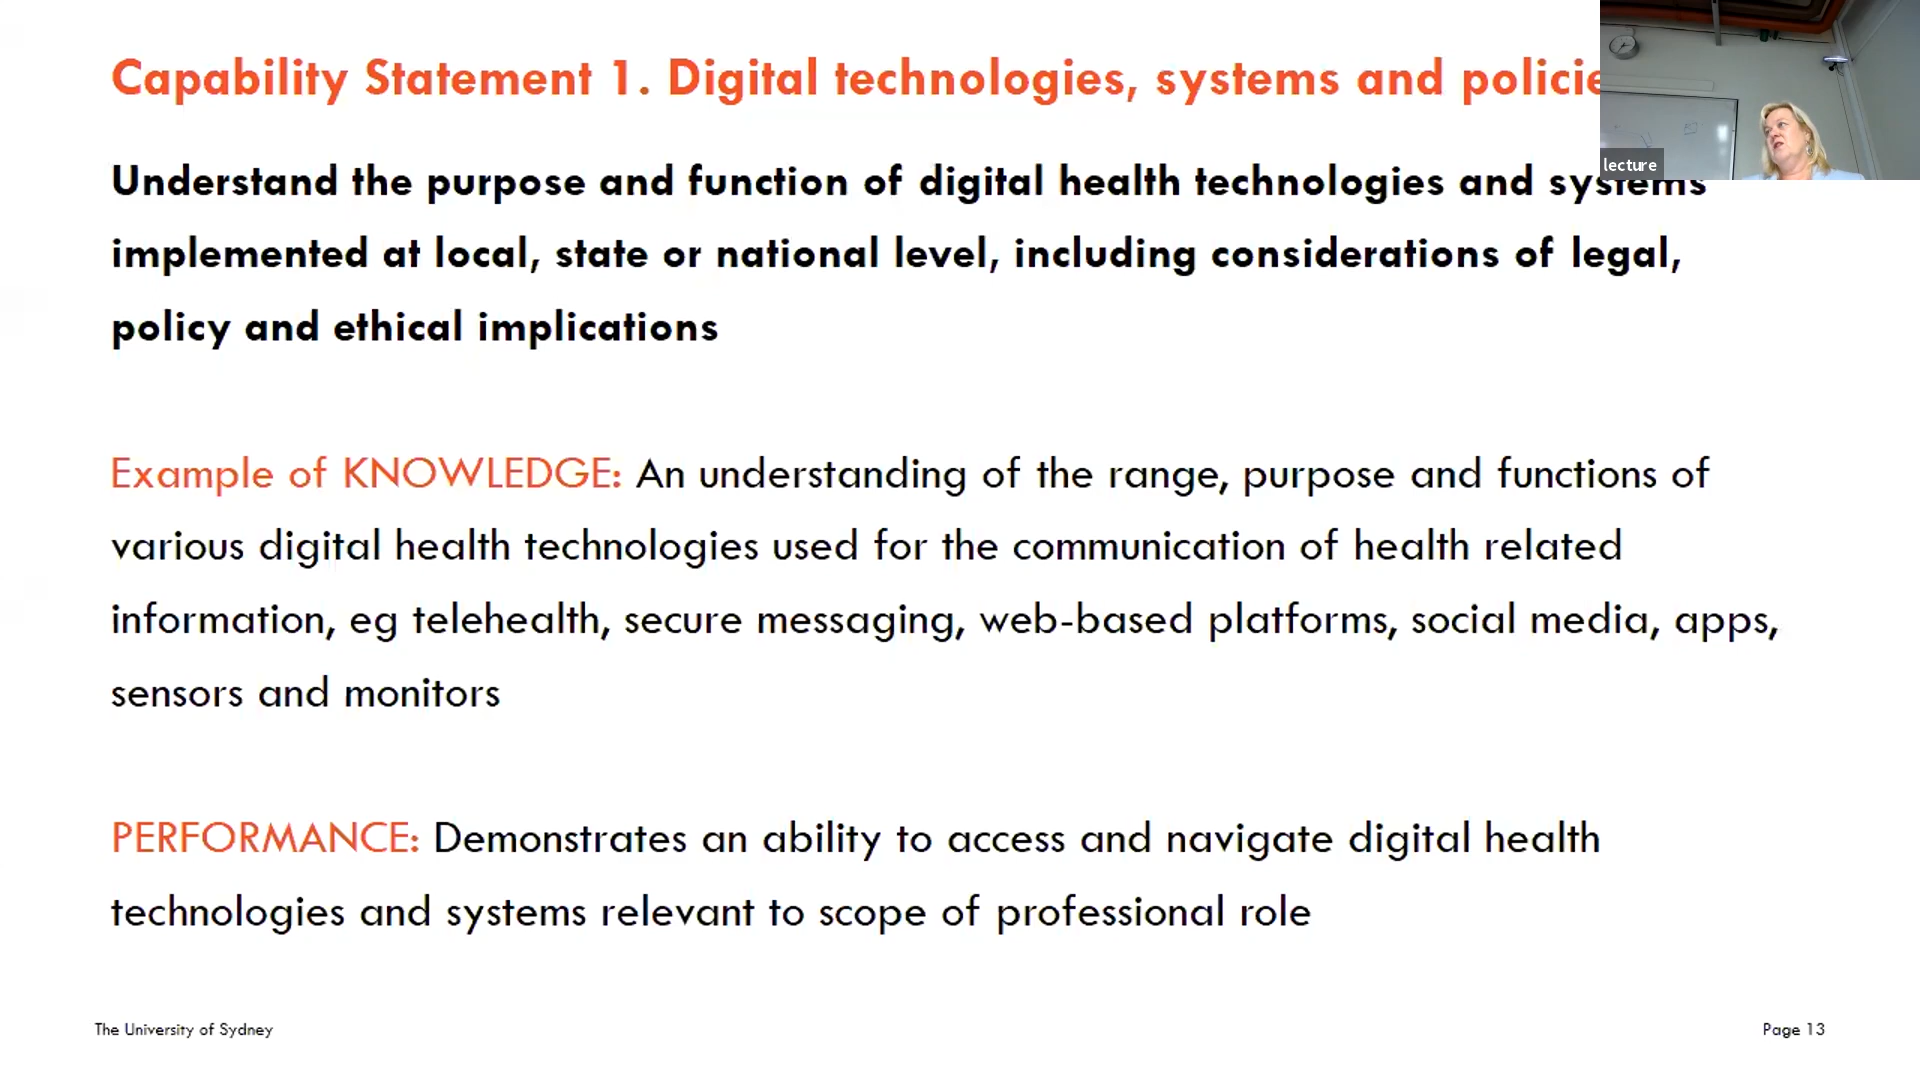 Capability Statement 1. Digital technologies, systems and policie
lecture
Understand the purpose and function of digital health technologies and systems
implemented at local, state or national level, including considerations of legal,
policy and ethical implications
Example of KNOWLEDGE: An understanding of the range, purpose and functions of
various digital health technologies used for the communication of health related
information, eg telehealth, secure messaging, web-based platforms, social media, apps,
sensors and monitors
PERFORMANCE: Demonstrates an ability to access and navigate digital health
technologies and systems relevant to scope of professional role
The University of Sydney
Page 13